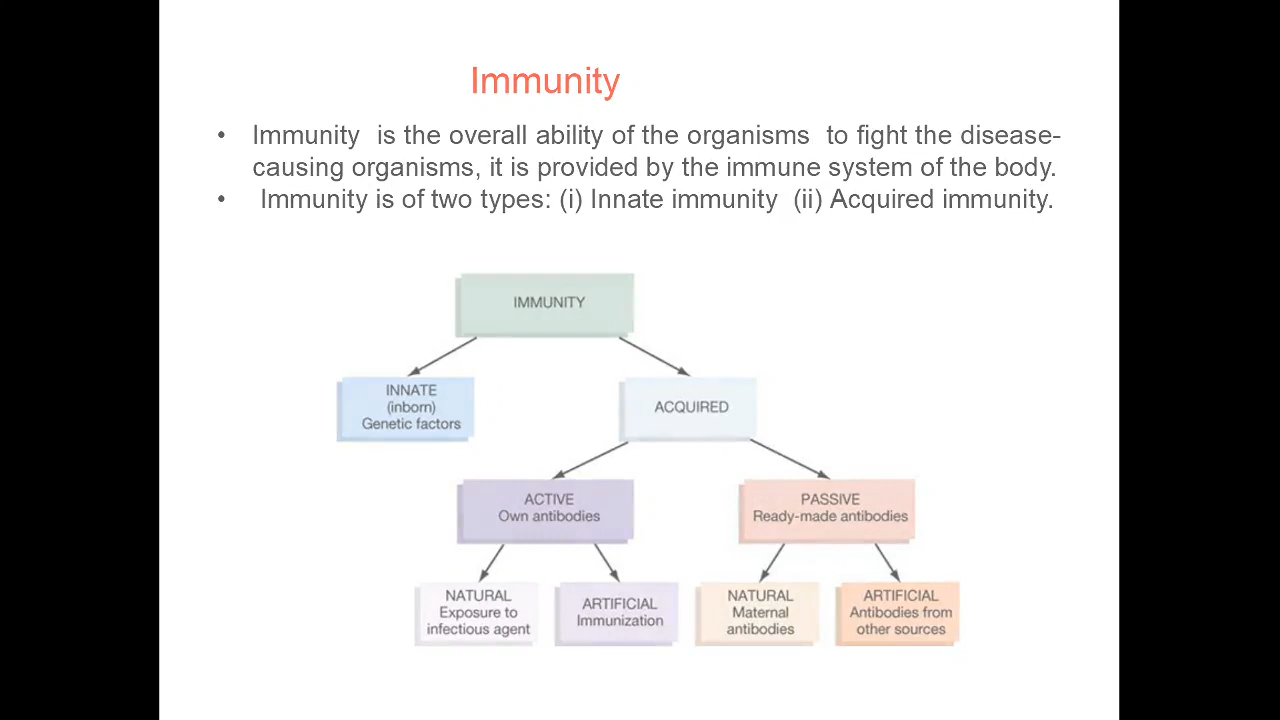 Immunity
• Immunity is the overall ability of the organisms to fight the disease-
causing organisms, it is provided by the immune system of the body.
• Immunity is of two types: (i) Innate immunity (ii) Acquired immunity.
IMMUNITY
INNATE
(inborn)
Genetic factors
ACQUIRED
ACTIVE
Own antibodies
PASSIVE
Ready-made antibodies
NATURAL
Exposure to
infectious agent
ARTIFICIAL
Immunization
NATURAL
Maternal
antibodies
ARTIFICIAL
Antibodies from
other sources